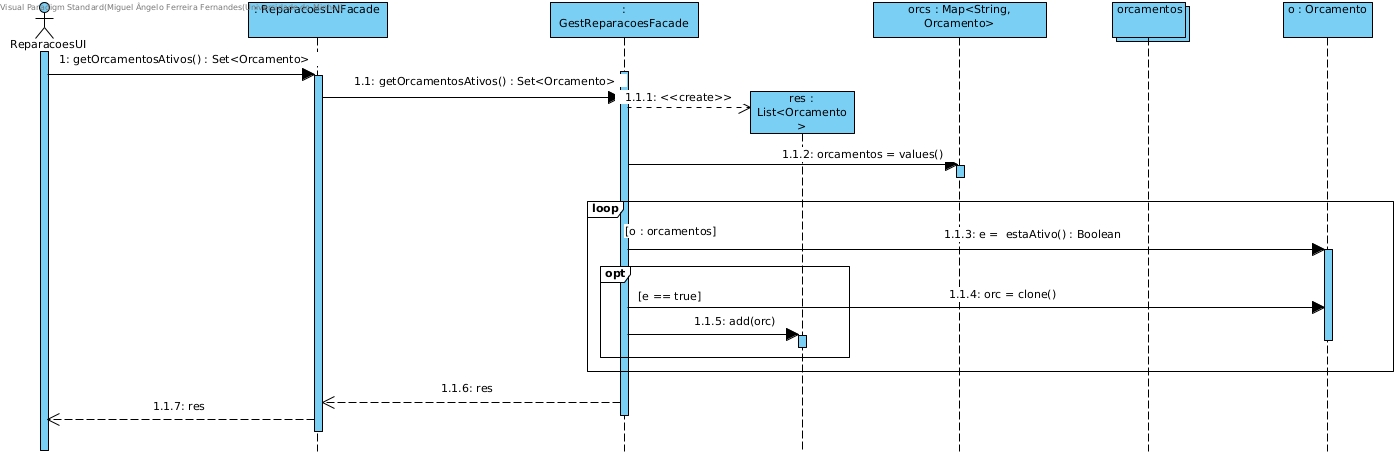 Visual Paradigm Standard(Miguel Ângelo Ferreira Fernandes(
: ReparacoesLNFacade
:
GestReparacoesFacade
orcs : Map<String,
Orcamento>
orcamentos
o : Orcamento
ReparacoesUI
1: getOrcamentosAtivos() : Set<Orcamento>
1.1: getOrcamentosAtivos() : Set<Orcamento>
1.1.1: <<create>>
res :
List<Orcamento
>
1.1.2: orcamentos = values()
loop
[o : orcamentos]
1.1.3: e =  estaAtivo() : Boolean
opt
[e == true]
1.1.4: orc = clone()
1.1.5: add(orc)
1.1.6: res
1.1.7: res